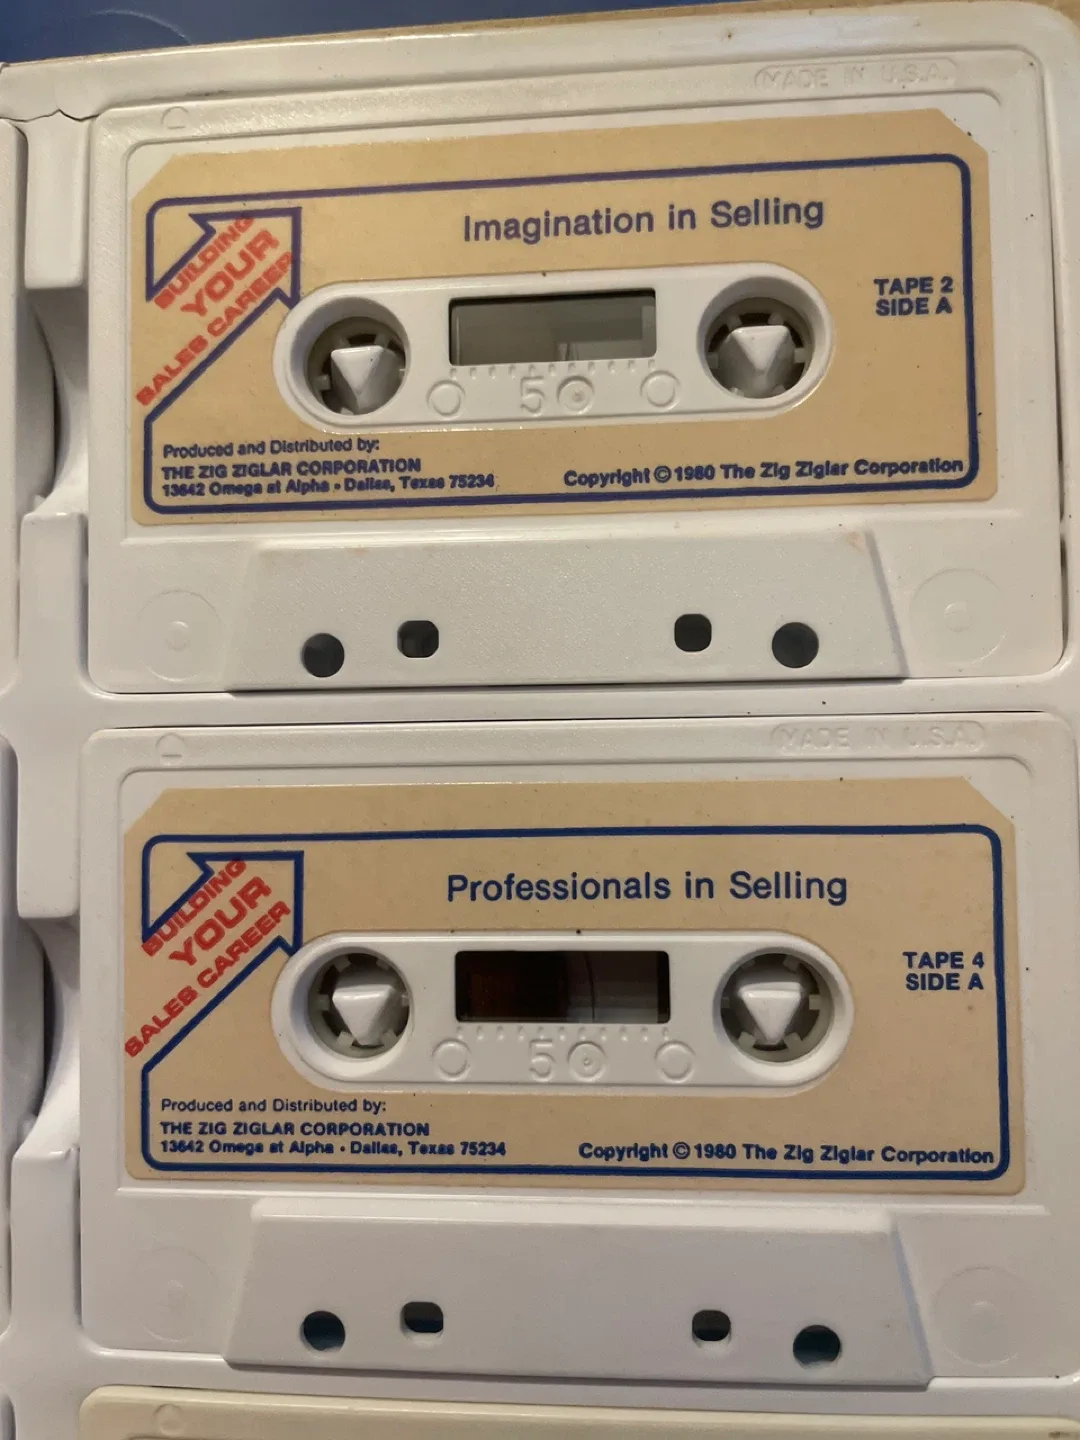 MADE IN U.S.A.
BUILDING
YOUR
SALES CAREER
Imagination in Selling
TAPE 2
SIDE A
50
Produced and Distributed by:
THE ZIG ZIGLAR CORPORATION
13642 Omega at Alpha • Dallas, Texas 75234
Copyright © 1980 The Zig Ziglar Corporation
MADE IN U.S.A.
BUILDING
YOUR
SALES CAREER
Professionals in Selling
TAPE 4
SIDE A
50
Produced and Distributed by:
THE ZIG ZIGLAR CORPORATION
13642 Omega at Alpha • Dallas, Texas 75234
Copyright © 1980 The Zig Ziglar Corporation